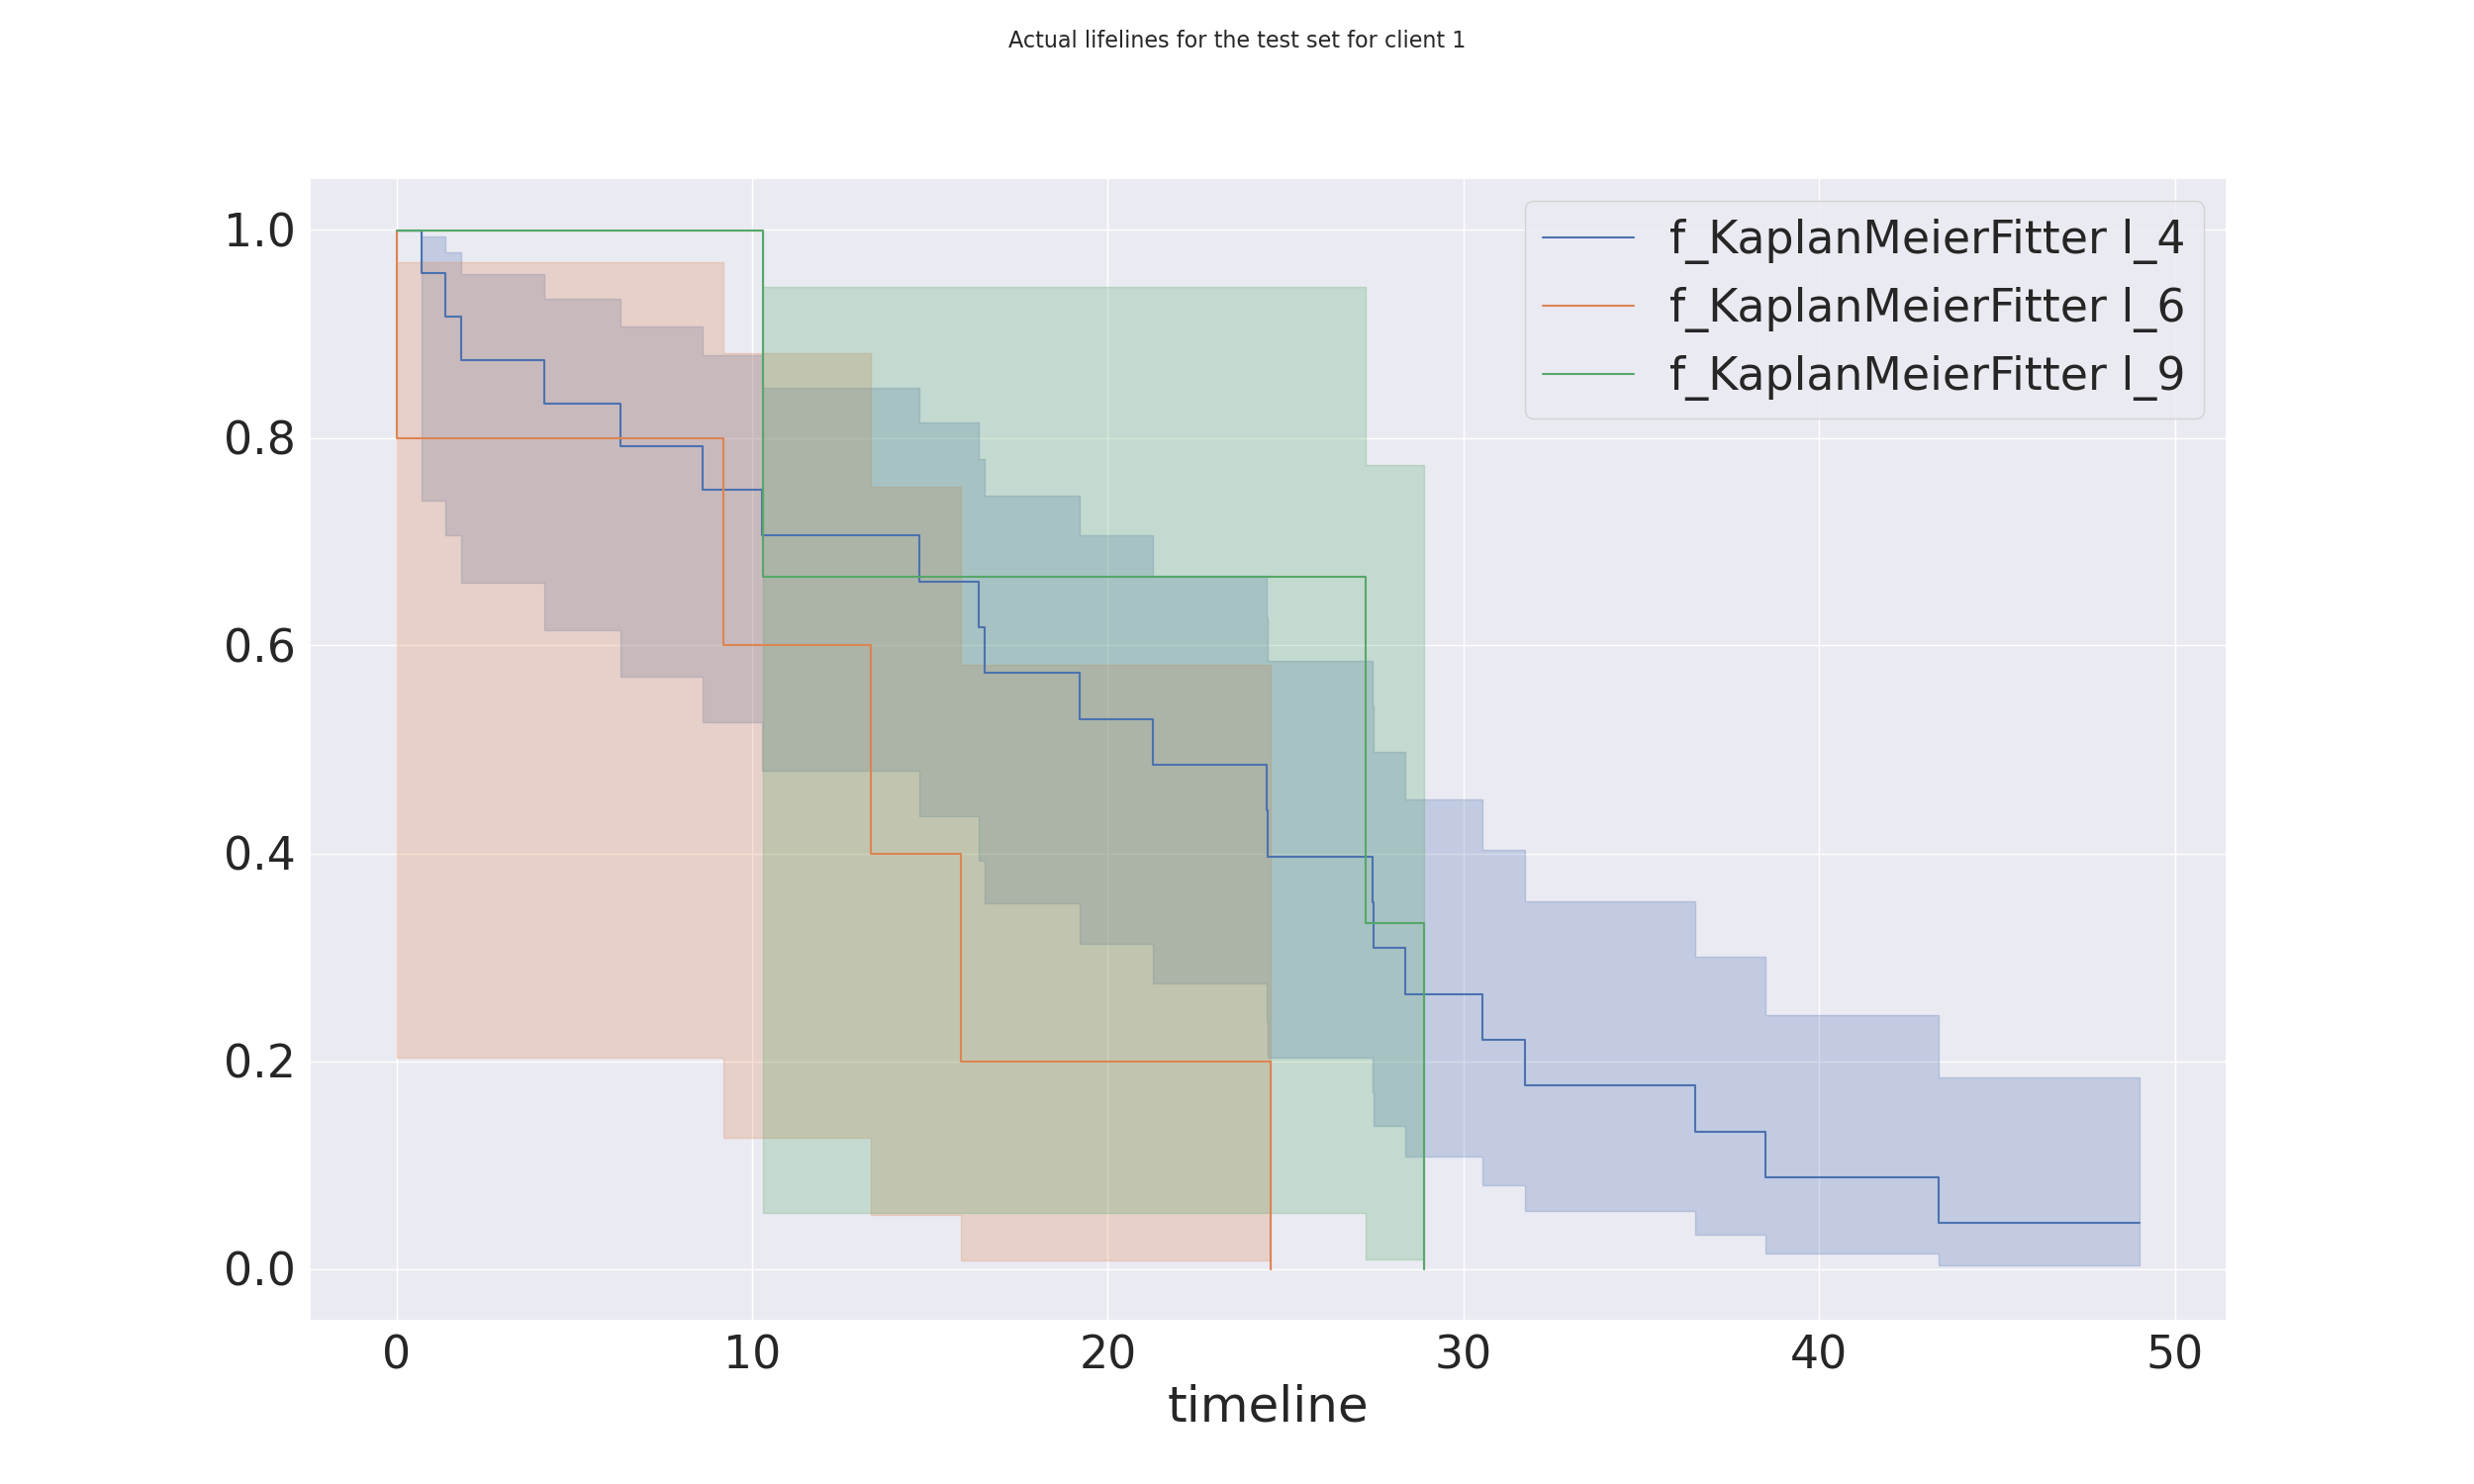 Actual lifelines for the test set for client 1
f_KaplanMeierFitter l_4
f_KaplanMeierFitter l_6
f_KaplanMeierFitter l_9
1.0
0.8
0.6
0.4
0.2
0.0
0 10 20 30 40 50
timeline